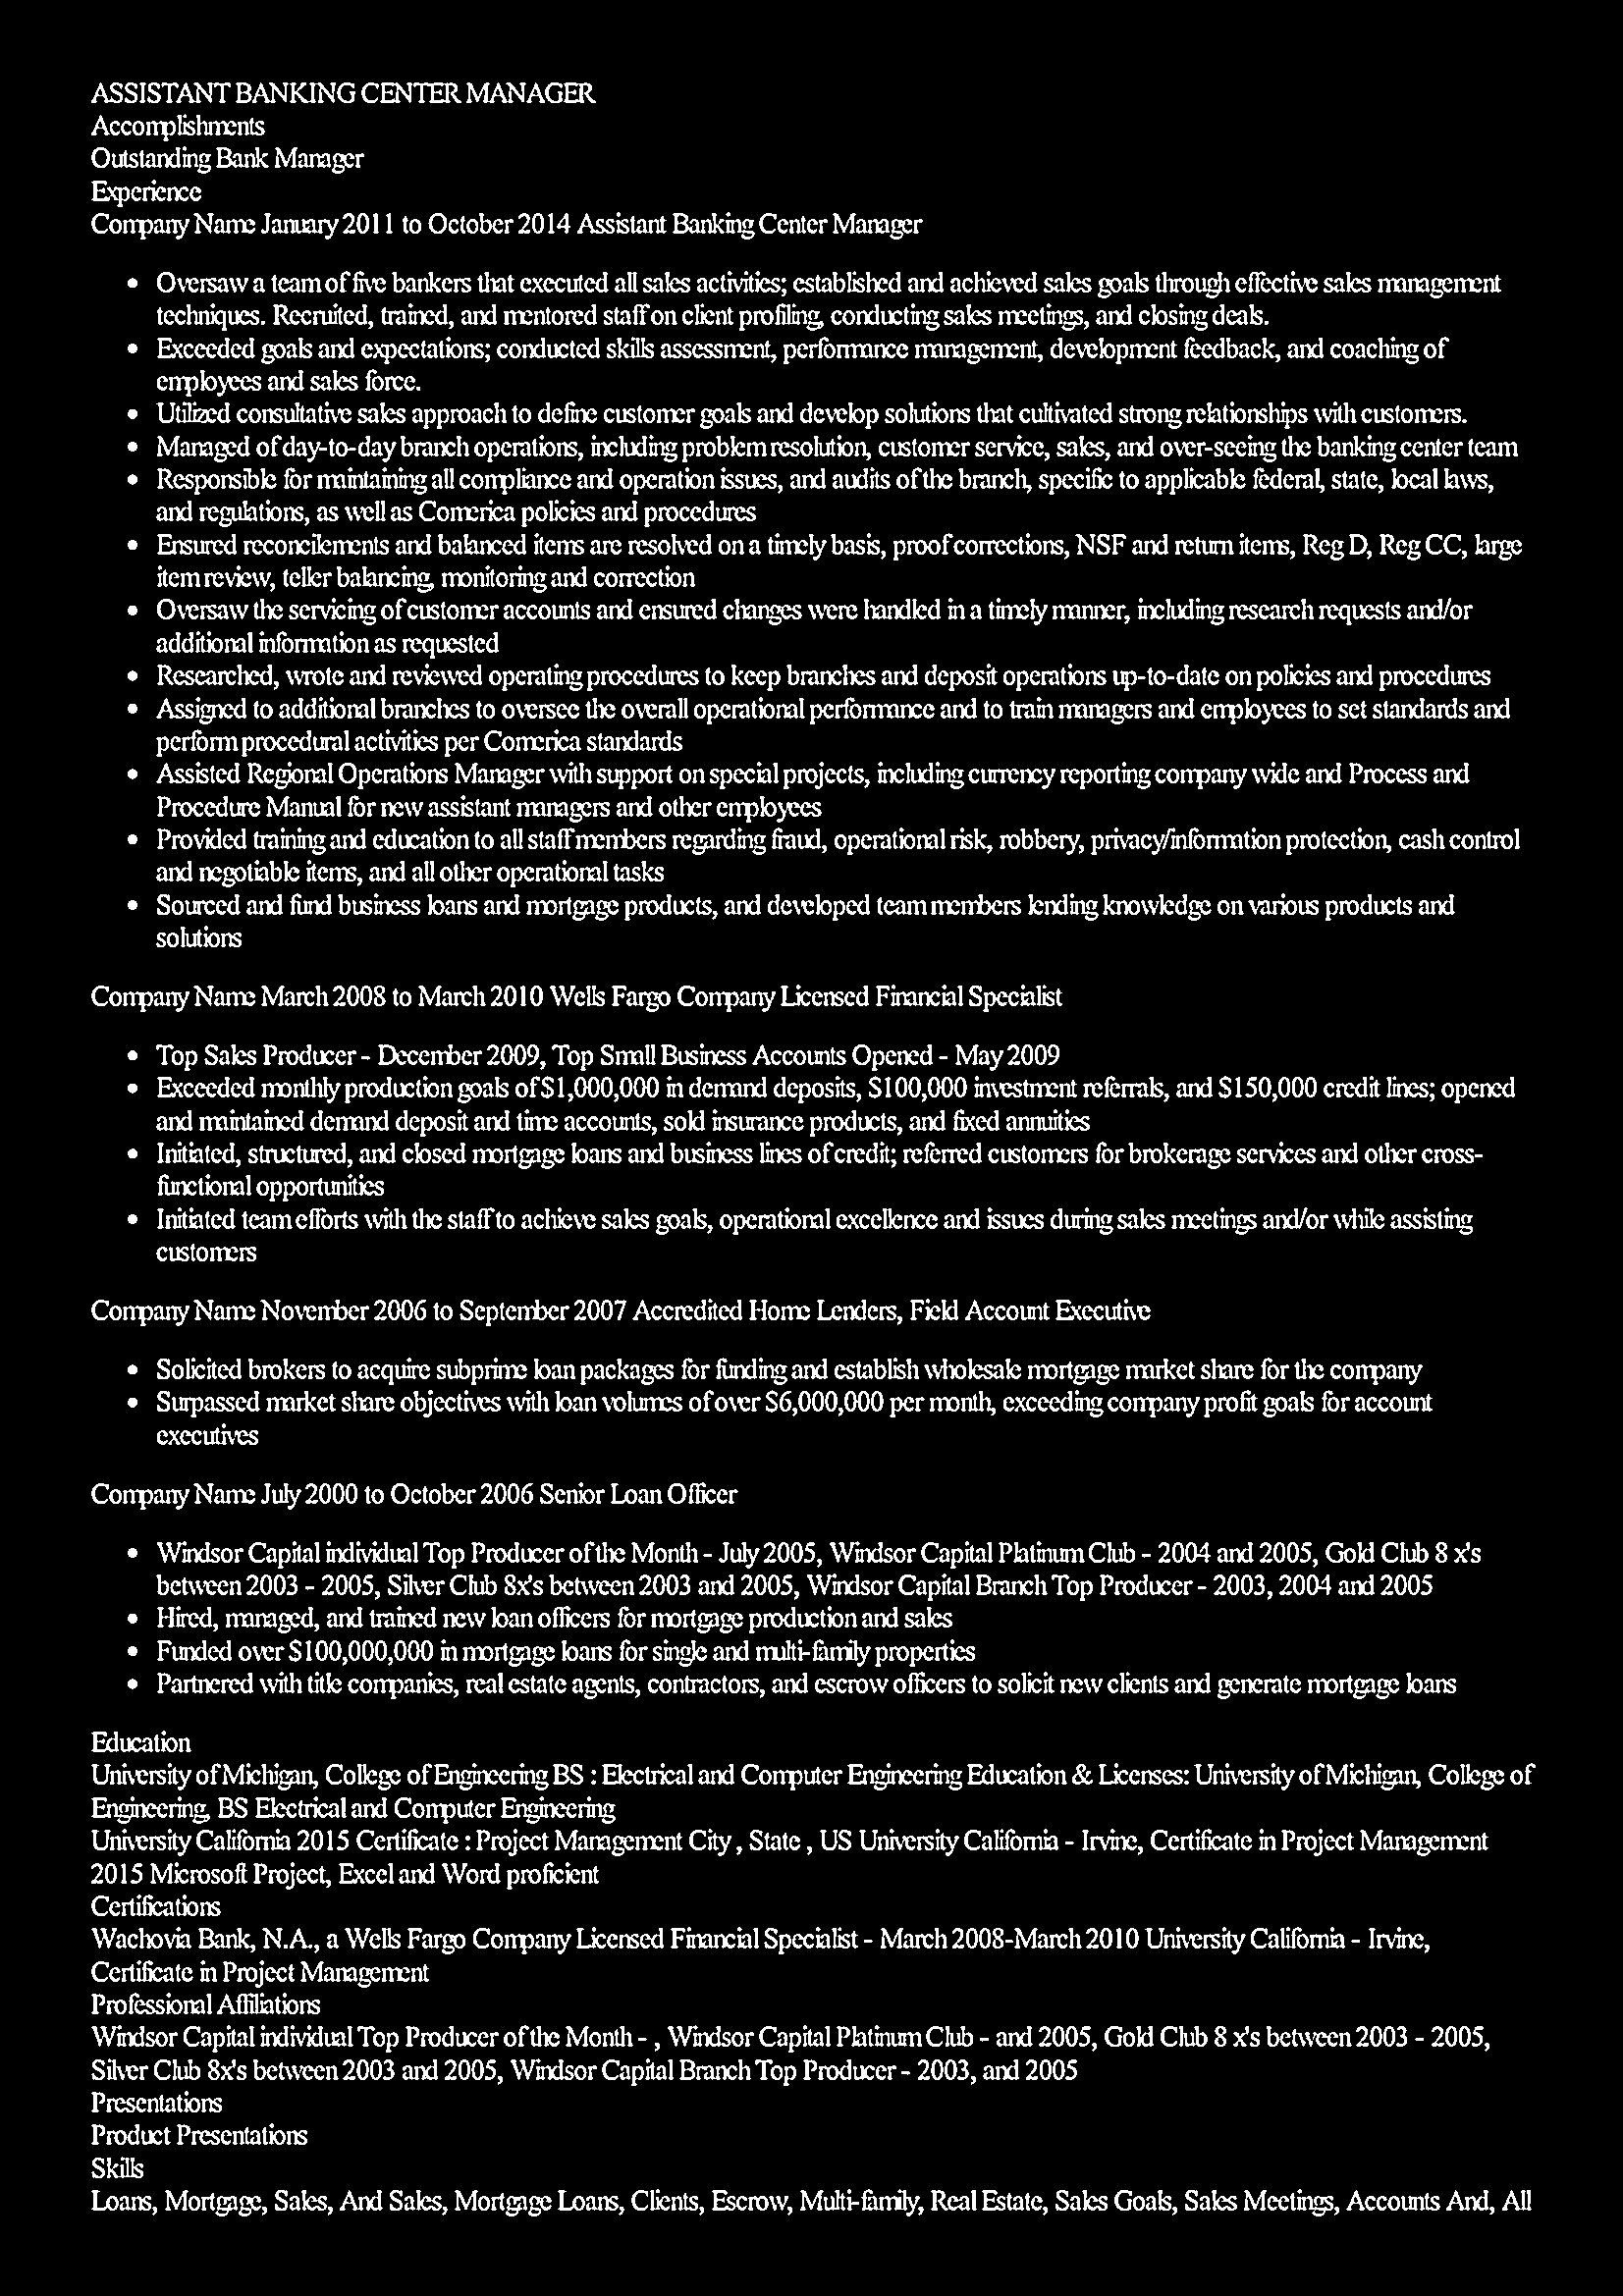 ASSISTANT BANKING CENTER MANAGER
Accomplishments
Outstanding Bank Manager
Experience
Company Name January 2011 to October 2014 Assistant Banking Center Manager
• Oversaw a team of five bankers that executed all sales activities; established and achieved sales goals through effective sales management
techniques. Recruited, trained, and mentored staff on client profiling, conducting sales meetings, and closing deals.
• Exceeded goals and expectations; conducted skills assessment, performance management, development feedback, and coaching of
employees and sales force.
• Utilized consultative sales approach to define customer goals and develop solutions that cultivated strong relationships with customers.
• Managed of day-to-day branch operations, including problem resolution, customer service, sales, and over-seeing the banking center team
• Responsible for maintaining all compliance and operation issues, and audits of the branch, specific to applicable federal, state, local laws,
and regulations, as well as Comerica policies and procedures
• Ensured reconcilements and balanced items are resolved on a timely basis, proof corrections, NSF and return items, Reg D, Reg CC, large
item review, teller balancing, monitoring and correction
• Oversaw the servicing of customer accounts and ensured changes were handled in a timely manner, including research requests and/or
additional information as requested
• Researched, wrote and reviewed operating procedures to keep branches and deposit operations up-to-date on policies and procedures
• Assigned to additional branches to oversee the overall operational performance and to train managers and employees to set standards and
perform procedural activities per Comerica standards
• Assisted Regional Operations Manager with support on special projects, including currency reporting company wide and Process and
Procedure Manual for new assistant managers and other employees
• Provided training and education to all staff members regarding fraud, operational risk, robbery, privacy/information protection, cash control
and negotiable items, and all other operational tasks
• Sourced and fund business loans and mortgage products, and developed team members lending knowledge on various products and
solutions
Company Name March 2008 to March 2010 Wells Fargo Company Licensed Financial Specialist
• Top Sales Producer - December 2009, Top Small Business Accounts Opened - May 2009
• Exceeded monthly production goals of $1,000,000 in demand deposits, $100,000 investment referrals, and $150,000 credit lines; opened
and maintained demand deposit and time accounts, sold insurance products, and fixed annuities
• Initiated, structured, and closed mortgage loans and business lines of credit; referred customers for brokerage services and other cross-
functional opportunities
• Initiated team efforts with the staff to achieve sales goals, operational excellence and issues during sales meetings and/or while assisting
customers
Company Name November 2006 to September 2007 Accredited Home Lenders, Field Account Executive
• Solicited brokers to acquire subprime loan packages for funding and establish wholesale mortgage market share for the company
• Surpassed market share objectives with loan volumes of over $6,000,000 per month, exceeding company profit goals for account
executives
Company Name July 2000 to October 2006 Senior Loan Officer
• Windsor Capital individual Top Producer of the Month - July 2005, Windsor Capital Platinum Club - 2004 and 2005, Gold Club 8 x's
between 2003 - 2005, Silver Club 8x's between 2003 and 2005, Windsor Capital Branch Top Producer - 2003, 2004 and 2005
• Hired, managed, and trained new loan officers for mortgage production and sales
• Funded over $100,000,000 in mortgage loans for single and multi-family properties
• Partnered with title companies, real estate agents, contractors, and escrow officers to solicit new clients and generate mortgage loans
Education
University of Michigan, College of Engineering BS : Electrical and Computer Engineering Education & Licenses: University of Michigan, College of
Engineering, BS Electrical and Computer Engineering
University California 2015 Certificate : Project Management City , State , US University California - Irvine, Certificate in Project Management
2015 Microsoft Project, Excel and Word proficient
Certifications
Wachovia Bank, N.A., a Wells Fargo Company Licensed Financial Specialist - March 2008-March 2010 University California - Irvine,
Certificate in Project Management
Professional Affiliations
Windsor Capital individual Top Producer of the Month - , Windsor Capital Platinum Club - and 2005, Gold Club 8 x's between 2003 - 2005,
Silver Club 8x's between 2003 and 2005, Windsor Capital Branch Top Producer - 2003, and 2005
Presentations
Product Presentations
Skills
Loans, Mortgage, Sales, And Sales, Mortgage Loans, Clients, Escrow, Multi-family, Real Estate, Sales Goals, Sales Meetings, Accounts And, All